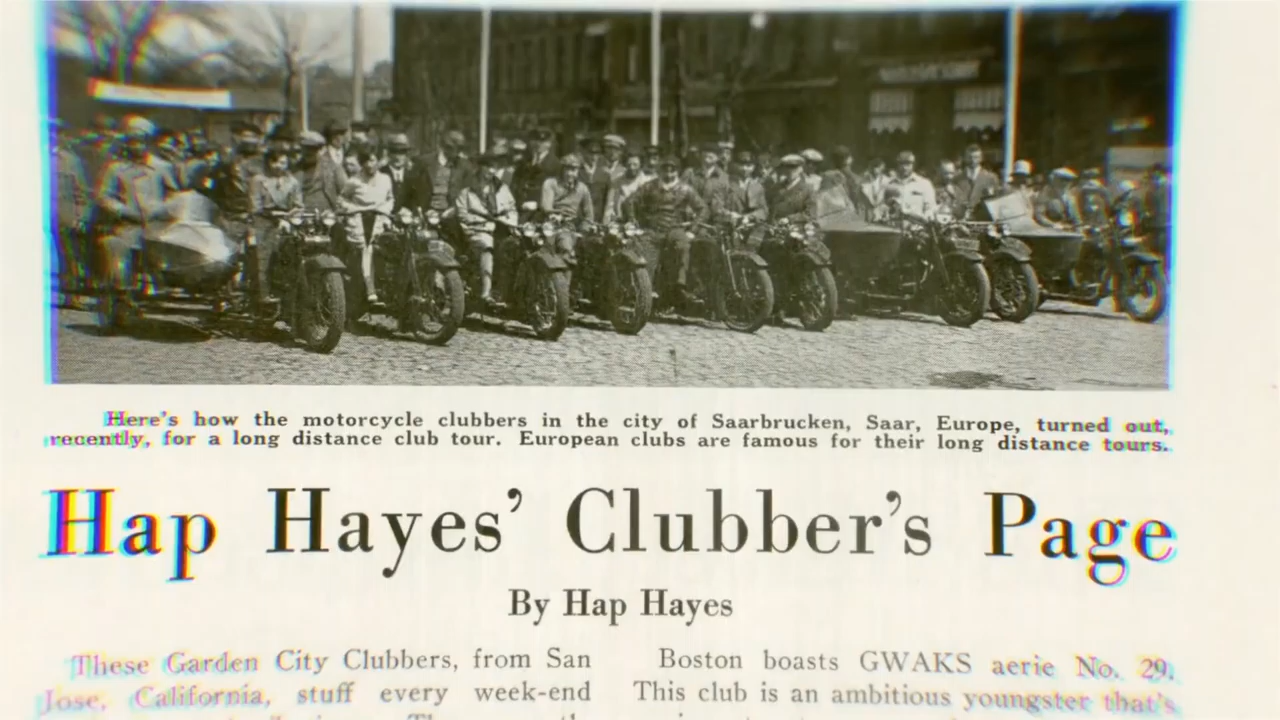 Here's how the motorcycle clubbers in the city of Saarbrucken, Saar, Europe, turned out,
recently, for a long distance club tour. European clubs are famous for their long distance tours.
Hap Hayes' Clubber's Page
By Hap Hayes
These Garden City Clubbers, from San
Jose, California, stuff every week-end
Boston boasts GWAKS aerie No. 29.
This club is an ambitious youngster that's